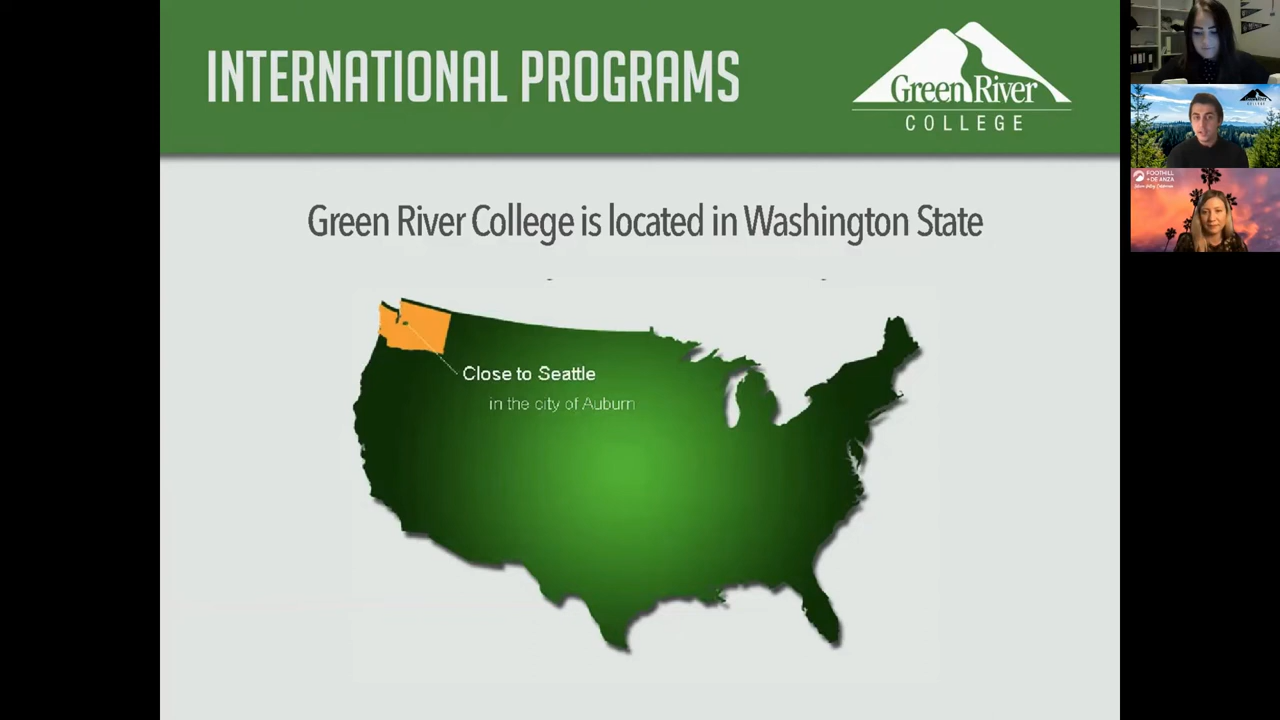 INTERNATIONAL PROGRAMS
Green River
COLLEGE
Green River College is located in Washington State
Close to Seattle
in the city of Auburn
FOOTHILL
DE ANZA